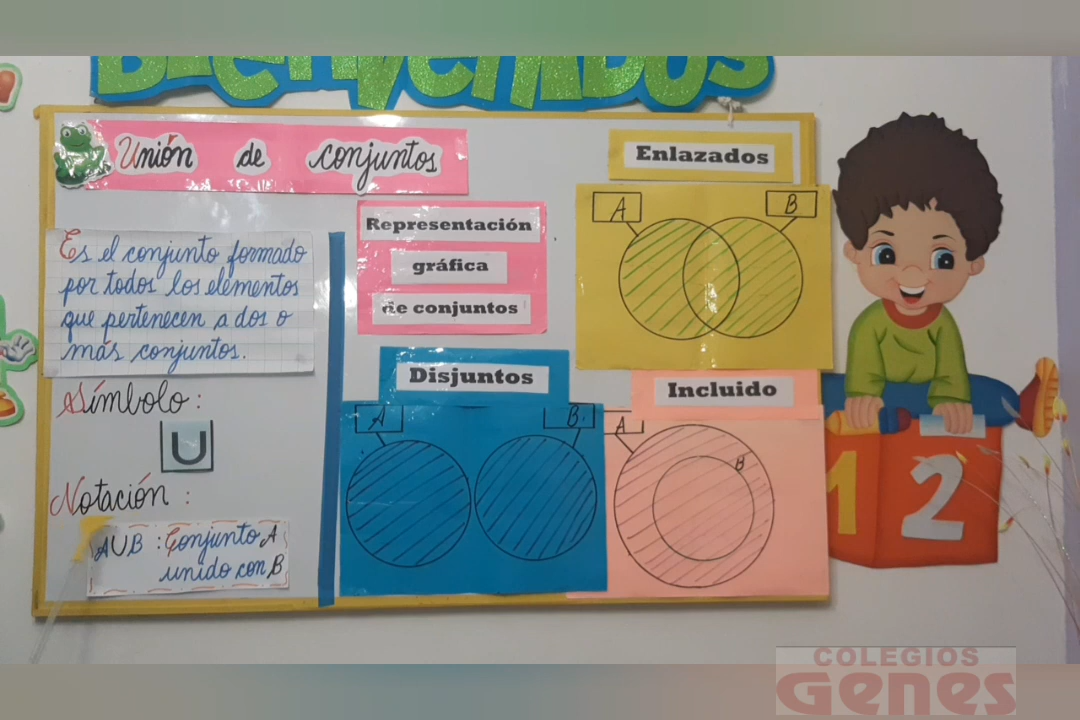 Bienvenidos
Unión de conjuntos
Es el conjunto formado
por todos los elementos
que pertenecen a dos o
más conjuntos.
Símbolo :
U
Notación :
AUB : Conjunto A
unido con B
Representación
gráfica
de conjuntos
Enlazados
A B
Disjuntos
A B
Incluido
A
B
1 2
COLEGIOS
Genes